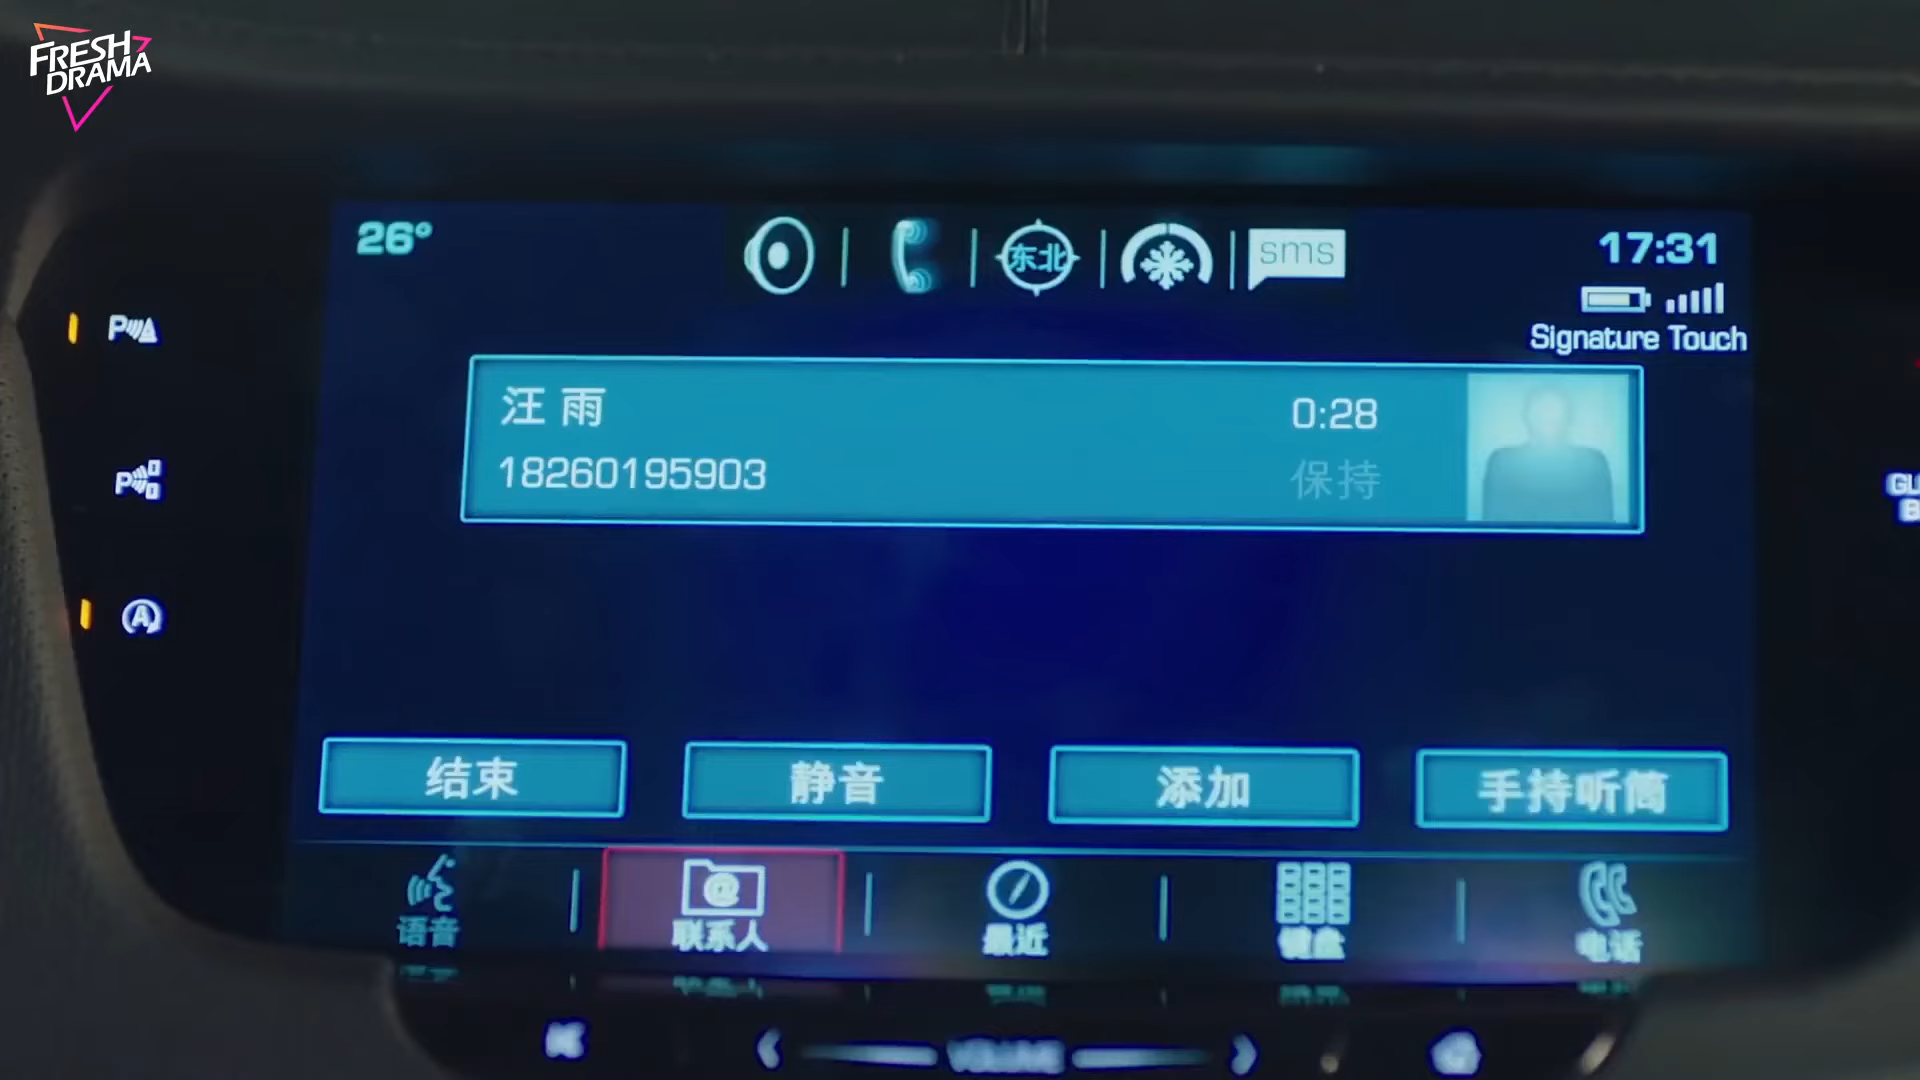 FRESH
DRAMA
26°
东北
sms
17:31
Signature Touch
汪雨
0:28
18260195903
保持
结束
静音
添加
手持听筒
语音
联系人
最近
键盘
电话
VOLUME